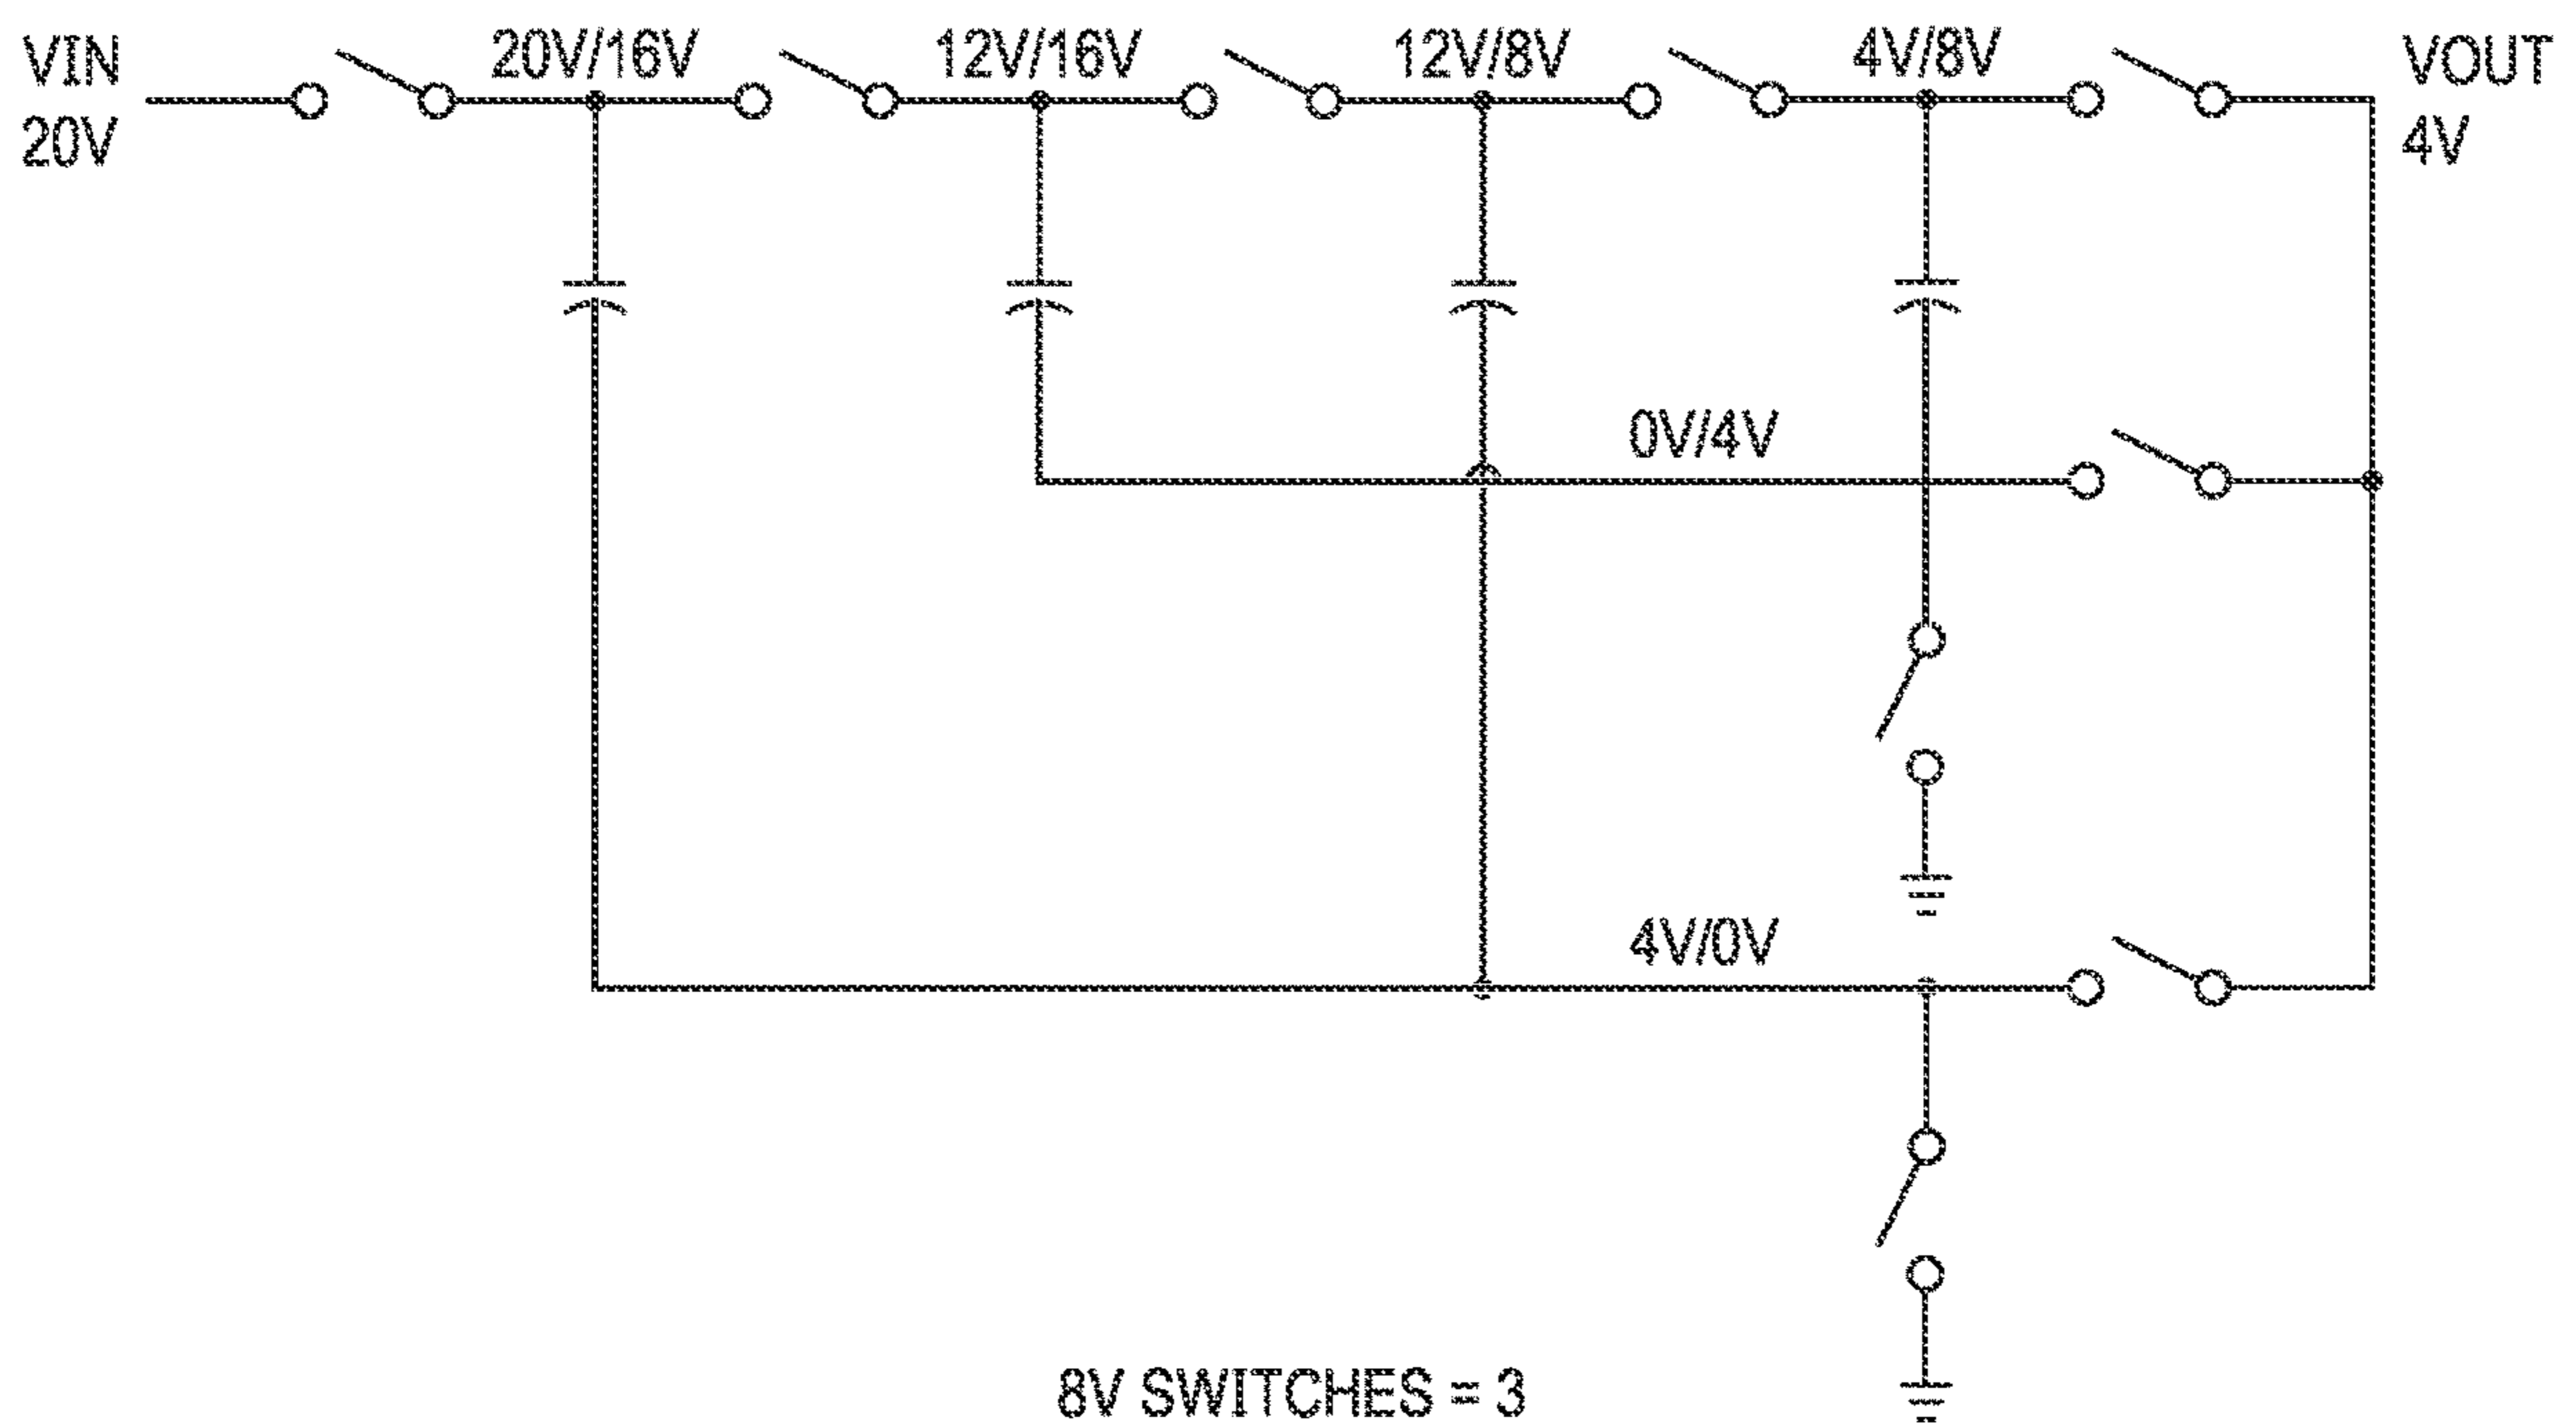 VIN
20V
20V/16V
12V/16V
12V/8V
4V/8V
VOUT
4V
0V/4V
4V/0V
8V SWITCHES = 3